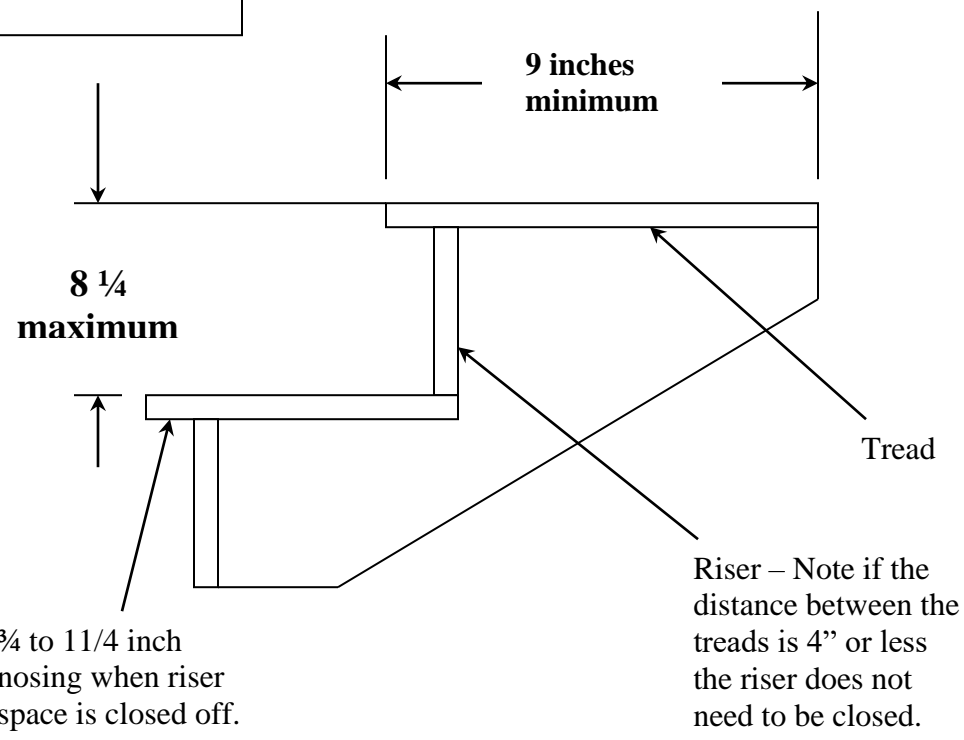 9 inches
minimum
8 ¼
maximum
Tread
Riser – Note if the
distance between the
treads is 4” or less
the riser does not
need to be closed.
¾ to 11/4 inch
nosing when riser
space is closed off.